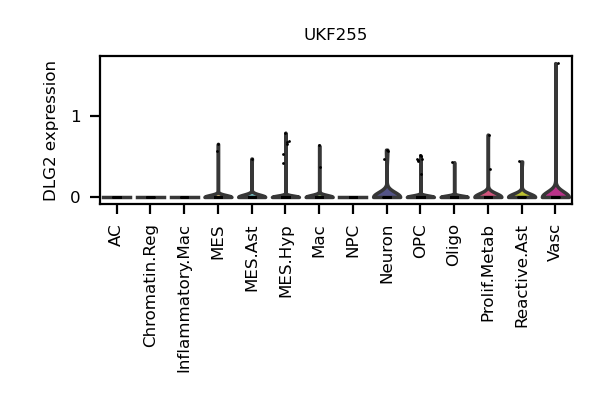 UKF255
DLG2 expression
1
0
AC
Chromatin.Reg
Inflammatory.Mac
MES
MES.Ast
MES.Hyp
Mac
NPC
Neuron
OPC
Oligo
Prolif.Metab
Reactive.Ast
Vasc